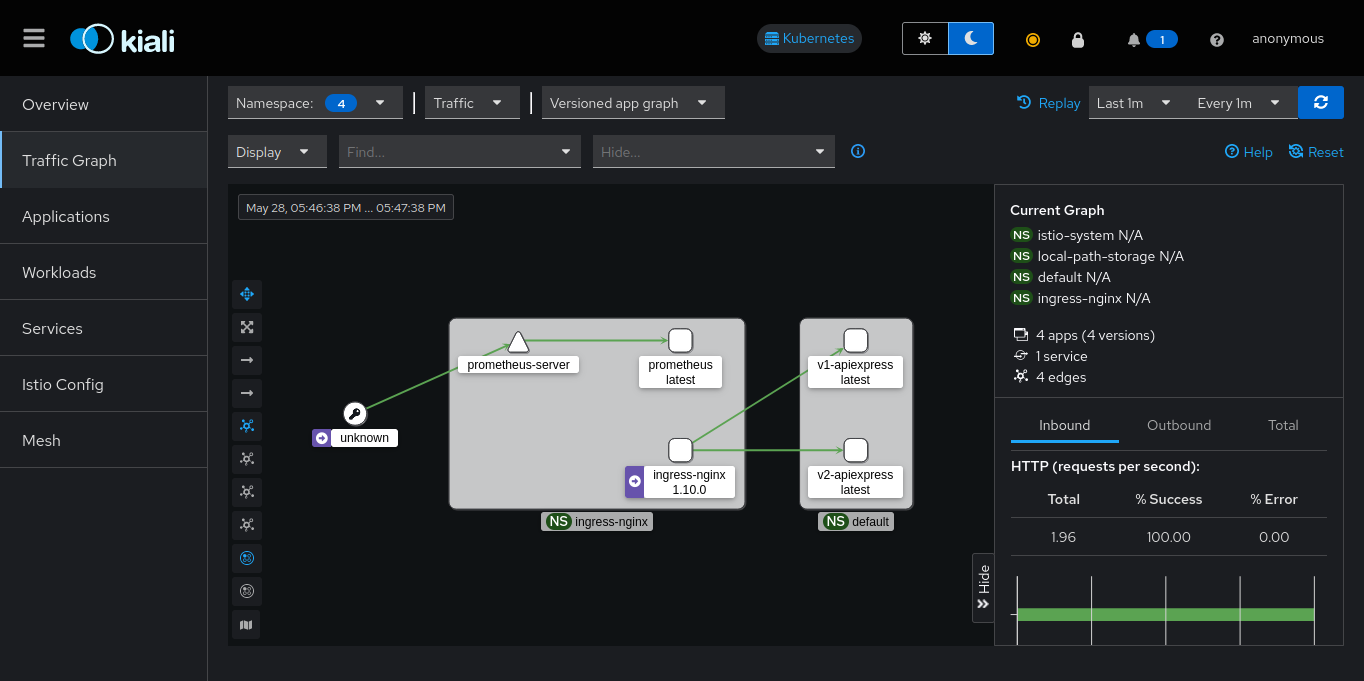 kiali
Kubernetes
1
anonymous
Overview
Traffic Graph
Applications
Workloads
Services
Istio Config
Mesh
Namespace: 4
Traffic
Versioned app graph
Replay
Last 1m
Every 1m
Display
Find...
Hide...
Help
Reset
May 28, 05:46:38 PM ... 05:47:38 PM
prometheus-server
prometheus
latest
v1-apiexpress
latest
unknown
ingress-nginx
1.10.0
v2-apiexpress
latest
NS ingress-nginx
NS default
Hide
Current Graph
NS istio-system N/A
NS local-path-storage N/A
NS default N/A
NS ingress-nginx N/A
4 apps (4 versions)
1 service
4 edges
Inbound
Outbound
Total
HTTP (requests per second):
Total % Success % Error
1.96 100.00 0.00